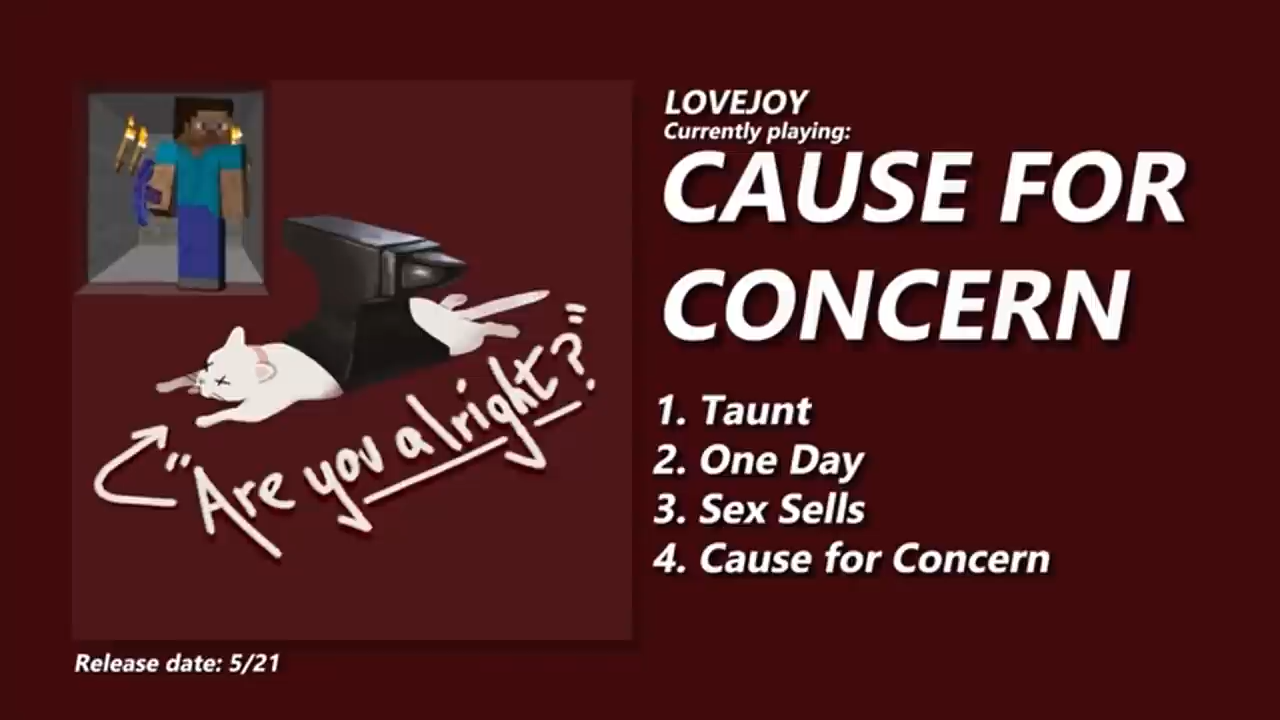 LOVEJOY
Currently playing:
CAUSE FOR
CONCERN
1. Taunt
2. One Day
3. Sex Sells
4. Cause for Concern
"Are you alright?"
Release date: 5/21